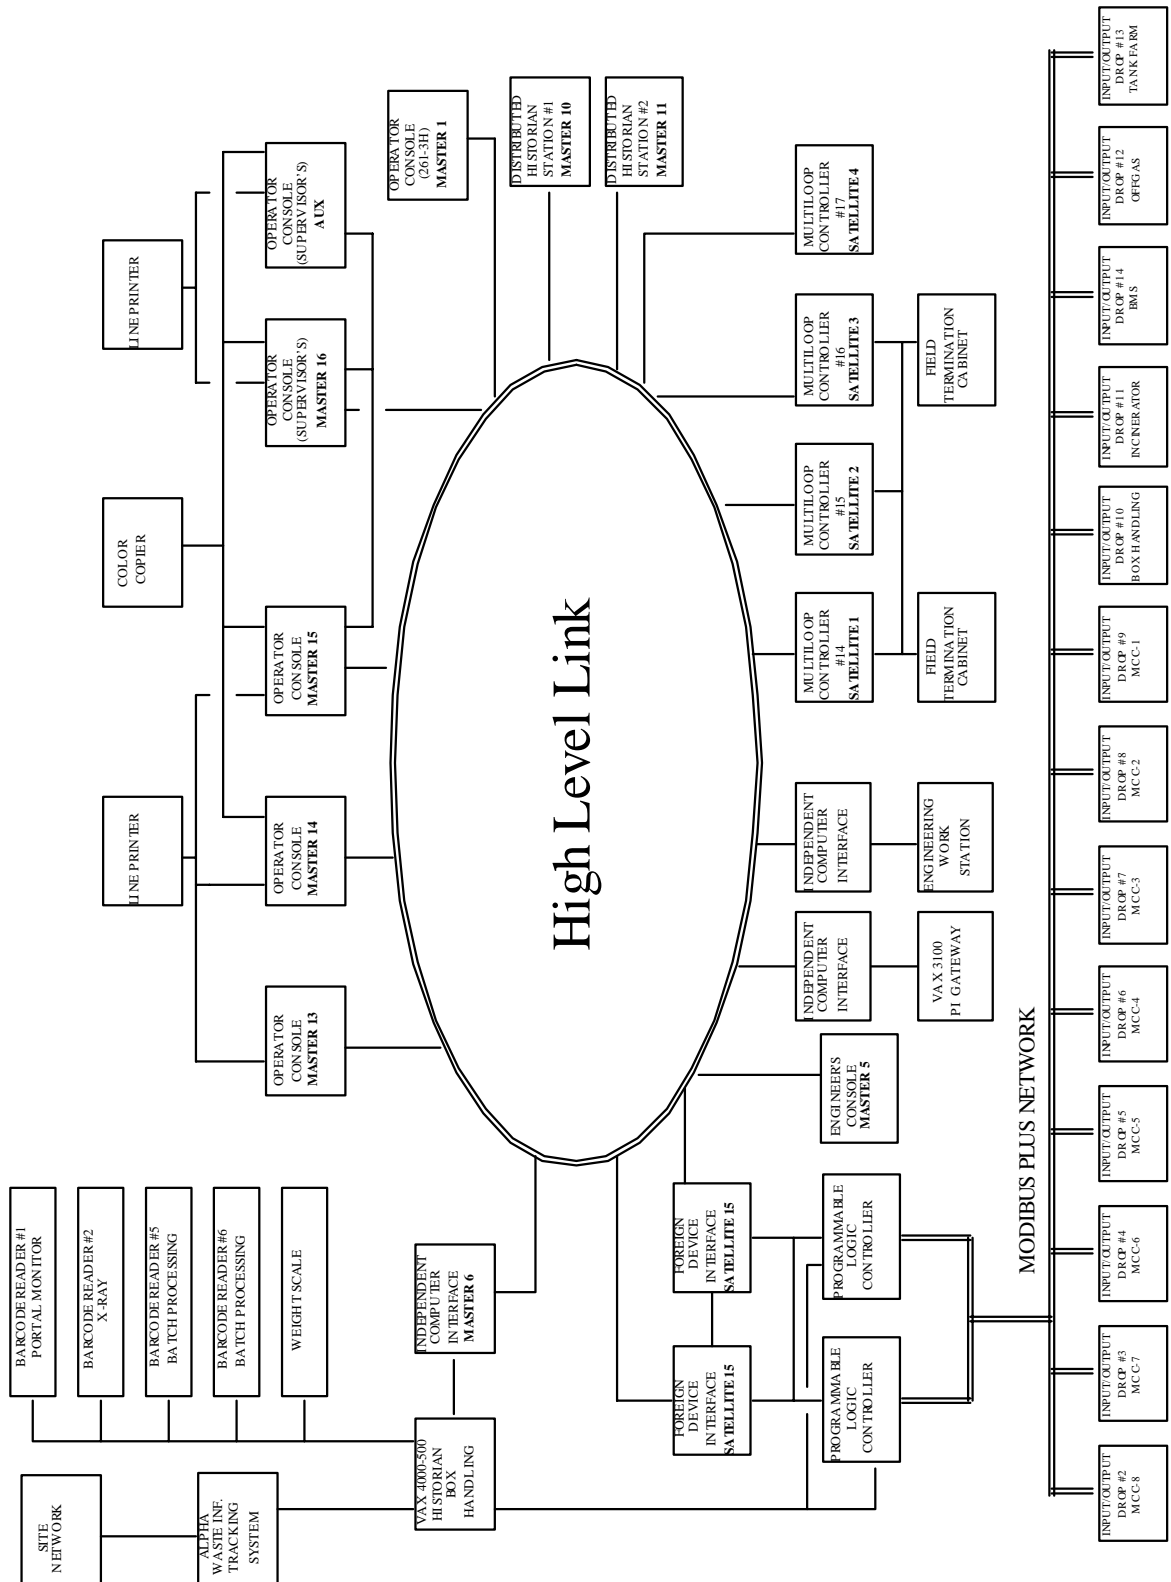 SITE
NETWORK
ALPHA
WASTE INF.
TRACKING
SYSTEM
BARCODE READER #1
PORTAL MONITOR
BARCODE READER #2
X-RAY
BARCODE READER #5
BATCH PROCESSING
BARCODE READER #6
BATCH PROCESSING
WEIGHT SCALE
VAX 4000-500
HISTORIAN
BOX
HANDLING
INDEPENDENT
COMPUTER
INTERFACE
MASTER 6
LINE PRINTER
COLOR
COPIER
LINE PRINTER
OPERATOR
CONSOLE
MASTER 13
OPERATOR
CONSOLE
MASTER 14
OPERATOR
CONSOLE
MASTER 15
OPERATOR
CONSOLE
(SUPERVISOR'S)
MASTER 16
OPERATOR
CONSOLE
(SUPERVISOR'S)
AUX
OPERATOR
CONSOLE
(261-3H)
MASTER 1
DISTRIBUTED
HISTORIAN
STATION #1
MASTER 10
DISTRIBUTED
HISTORIAN
STATION #2
MASTER 11
High Level Link
FOREIGN
DEVICE
INTERFACE
SATELLITE 15
FOREIGN
DEVICE
INTERFACE
SATELLITE 15
PROGRAMMABLE
LOGIC
CONTROLLER
PROGRAMMABLE
LOGIC
CONTROLLER
ENGINEER'S
CONSOLE
MASTER 5
INDEPENDENT
COMPUTER
INTERFACE
VAX 3100
PI GATEWAY
INDEPENDENT
COMPUTER
INTERFACE
ENGINEERING
WORK
STATION
MULTILOOP
CONTROLLER
#14
SATELLITE 1
MULTILOOP
CONTROLLER
#15
SATELLITE 2
MULTILOOP
CONTROLLER
#16
SATELLITE 3
MULTILOOP
CONTROLLER
#17
SATELLITE 4
FIELD
TERMINATION
CABINET
FIELD
TERMINATION
CABINET
MODIBUS PLUS NETWORK
INPUT/OUTPUT
DROP #2
MCC-8
INPUT/OUTPUT
DROP #3
MCC-7
INPUT/OUTPUT
DROP #4
MCC-6
INPUT/OUTPUT
DROP #5
MCC-5
INPUT/OUTPUT
DROP #6
MCC-4
INPUT/OUTPUT
DROP #7
MCC-3
INPUT/OUTPUT
DROP #8
MCC-2
INPUT/OUTPUT
DROP #9
MCC-1
INPUT/OUTPUT
DROP #10
BOX HANDLING
INPUT/OUTPUT
DROP #11
INCINERATOR
INPUT/OUTPUT
DROP #14
BMS
INPUT/OUTPUT
DROP #12
OFFGAS
INPUT/OUTPUT
DROP #13
TANK FARM